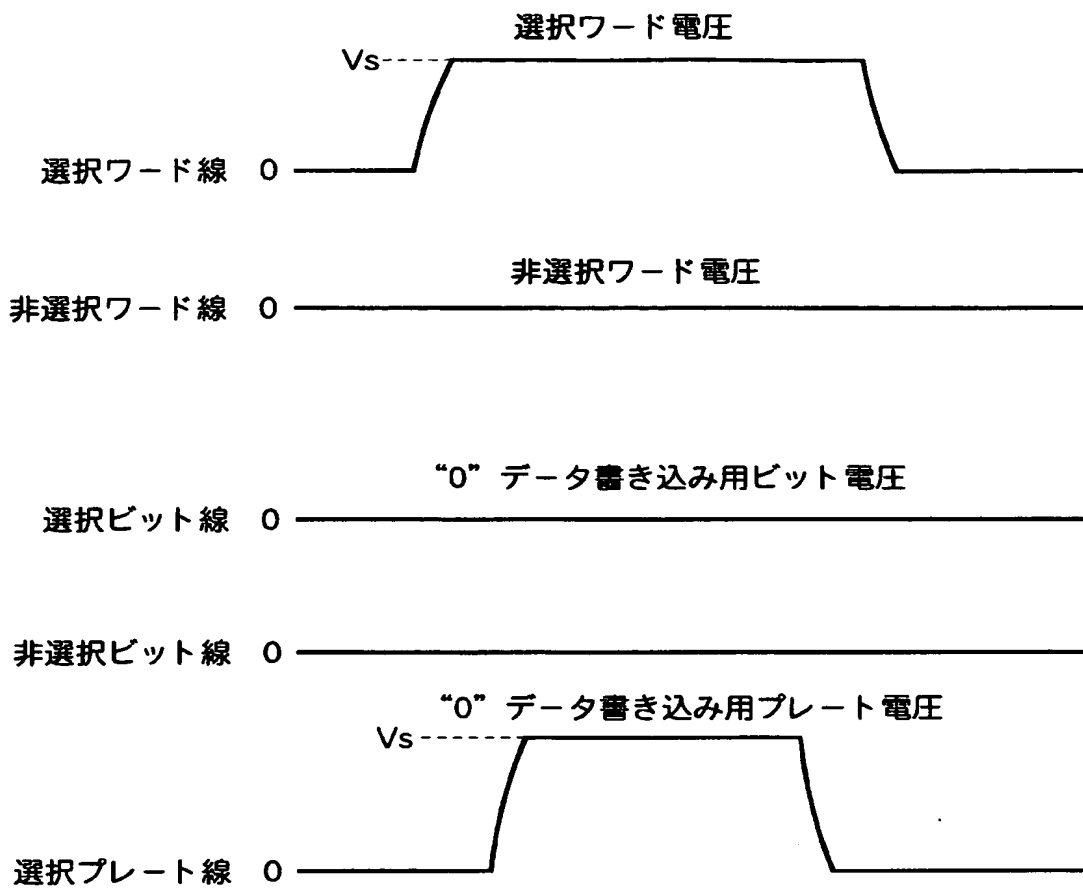 選択ワード電圧
Vs
選択ワード線 0
非選択ワード電圧
非選択ワード線 0
“0” データ書き込み用ビット電圧
選択ビット線 0
非選択ビット線 0
“0” データ書き込み用プレート電圧
Vs
選択プレート線 0